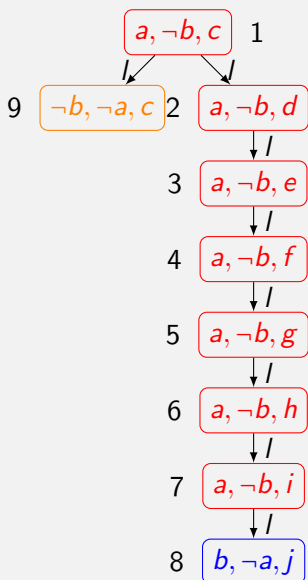 a, ¬b, c 1
l l
9 ¬b, ¬a, c 2 a, ¬b, d
l
3 a, ¬b, e
l
4 a, ¬b, f
l
5 a, ¬b, g
l
6 a, ¬b, h
l
7 a, ¬b, i
l
8 b, ¬a, j